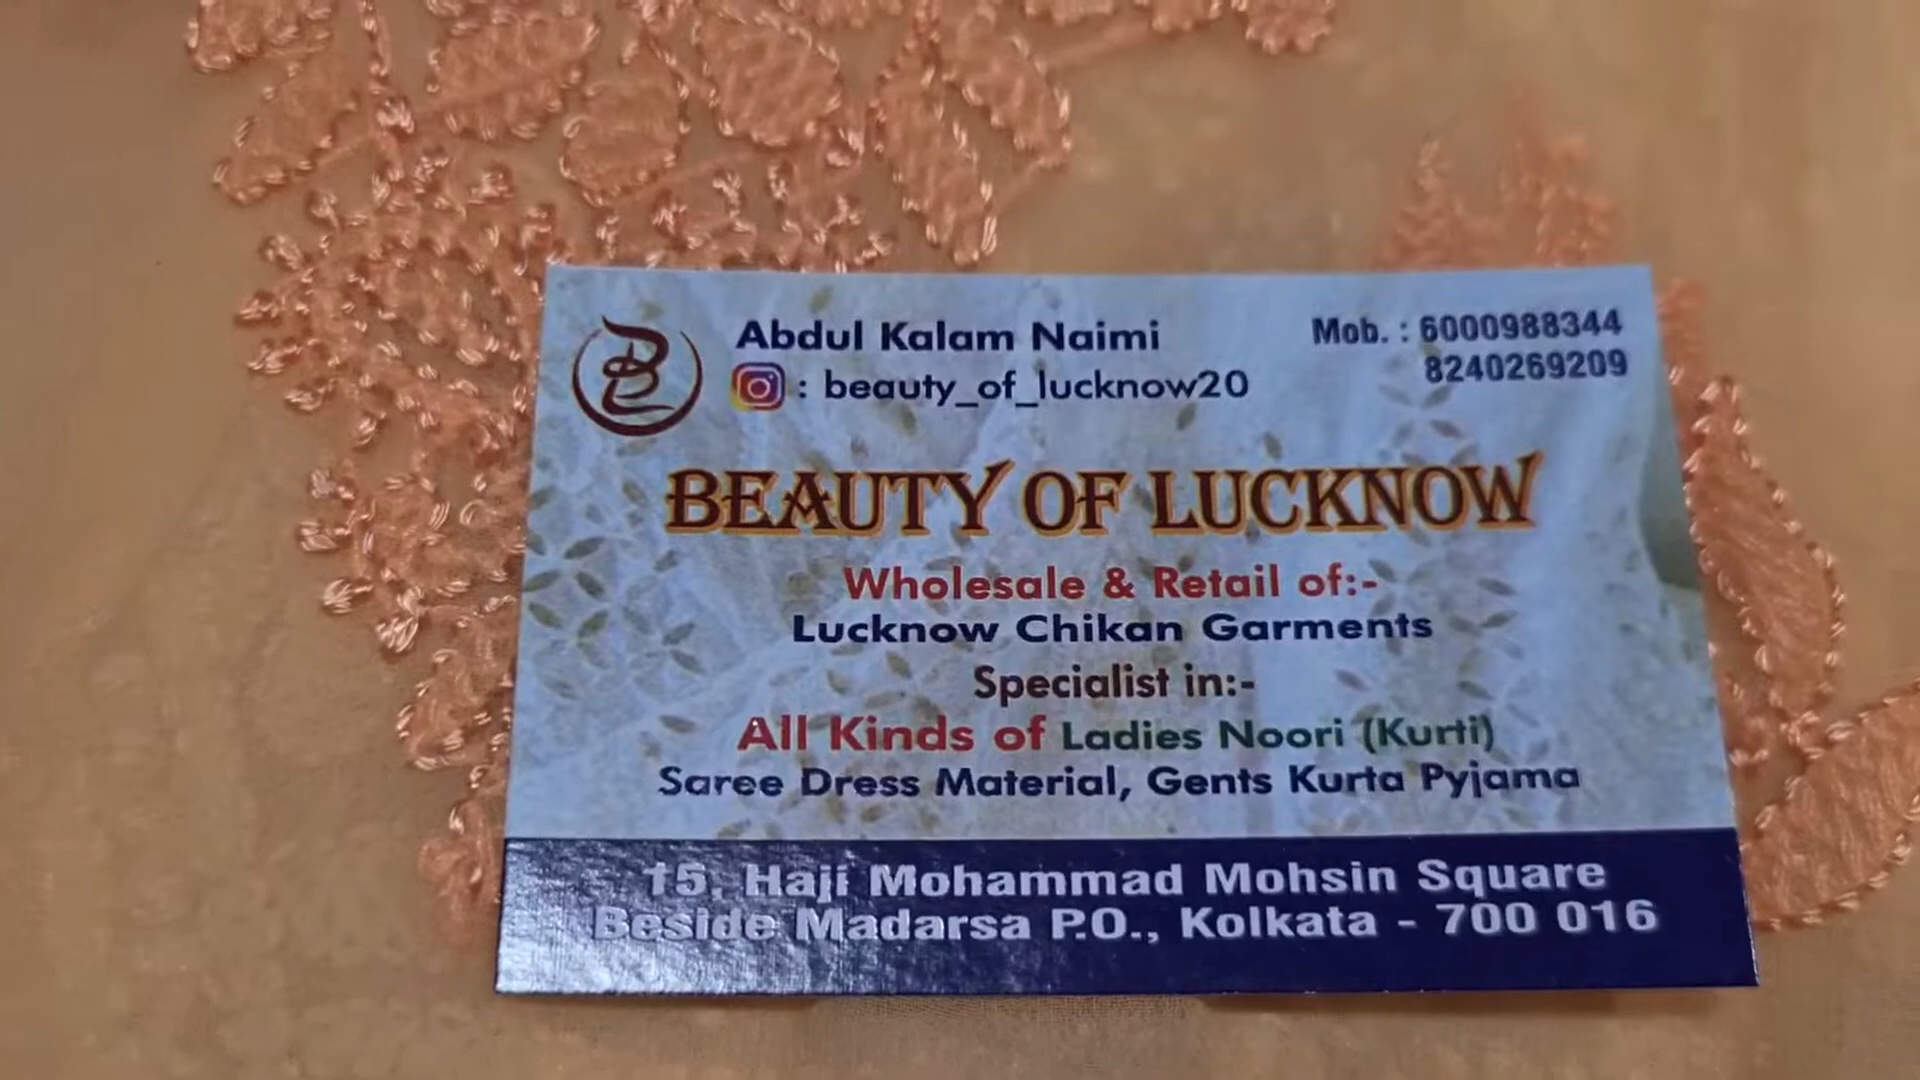 Abdul Kalam Naimi
: beauty_of_lucknow20
Mob. : 6000988344
8240269209
BEAUTY OF LUCKNOW
Wholesale & Retail of:-
Lucknow Chikan Garments
Specialist in:-
All Kinds of Ladies Noori (Kurti)
Saree Dress Material, Gents Kurta Pyjama
15, Haji Mohammad Mohsin Square
Beside Madarsa P.O., Kolkata - 700 016